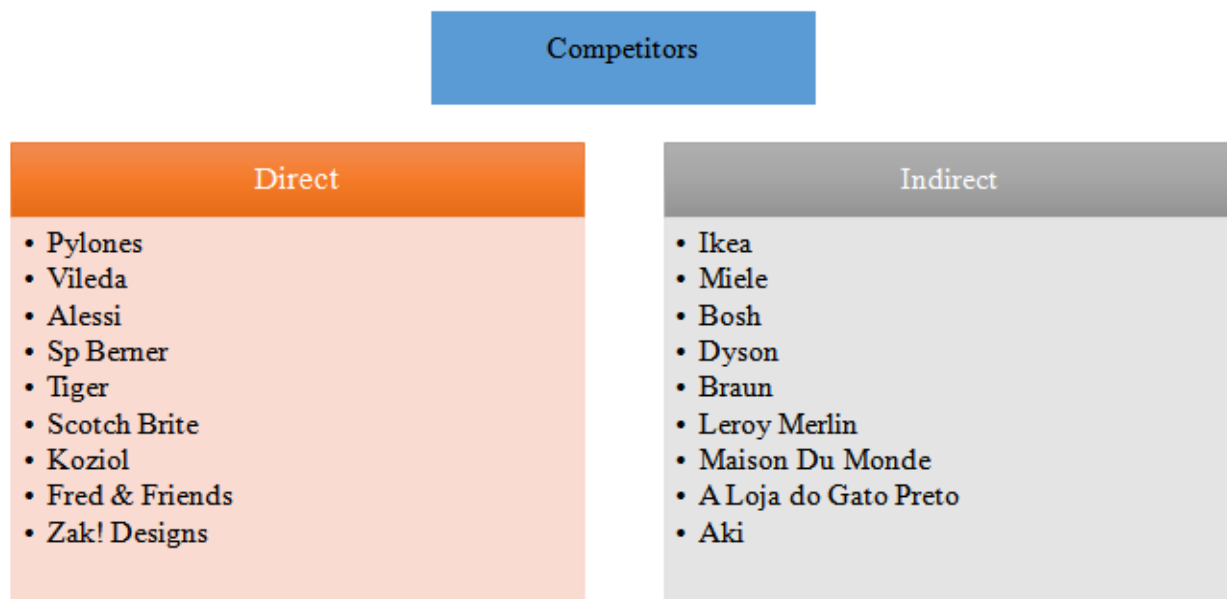 Competitors
Direct
• Pylones
• Vileda
• Alessi
• Sp Berner
• Tiger
• Scotch Brite
• Koziol
• Fred & Friends
• Zak! Designs
Indirect
• Ikea
• Miele
• Bosh
• Dyson
• Braun
• Leroy Merlin
• Maison Du Monde
• A Loja do Gato Preto
• Aki